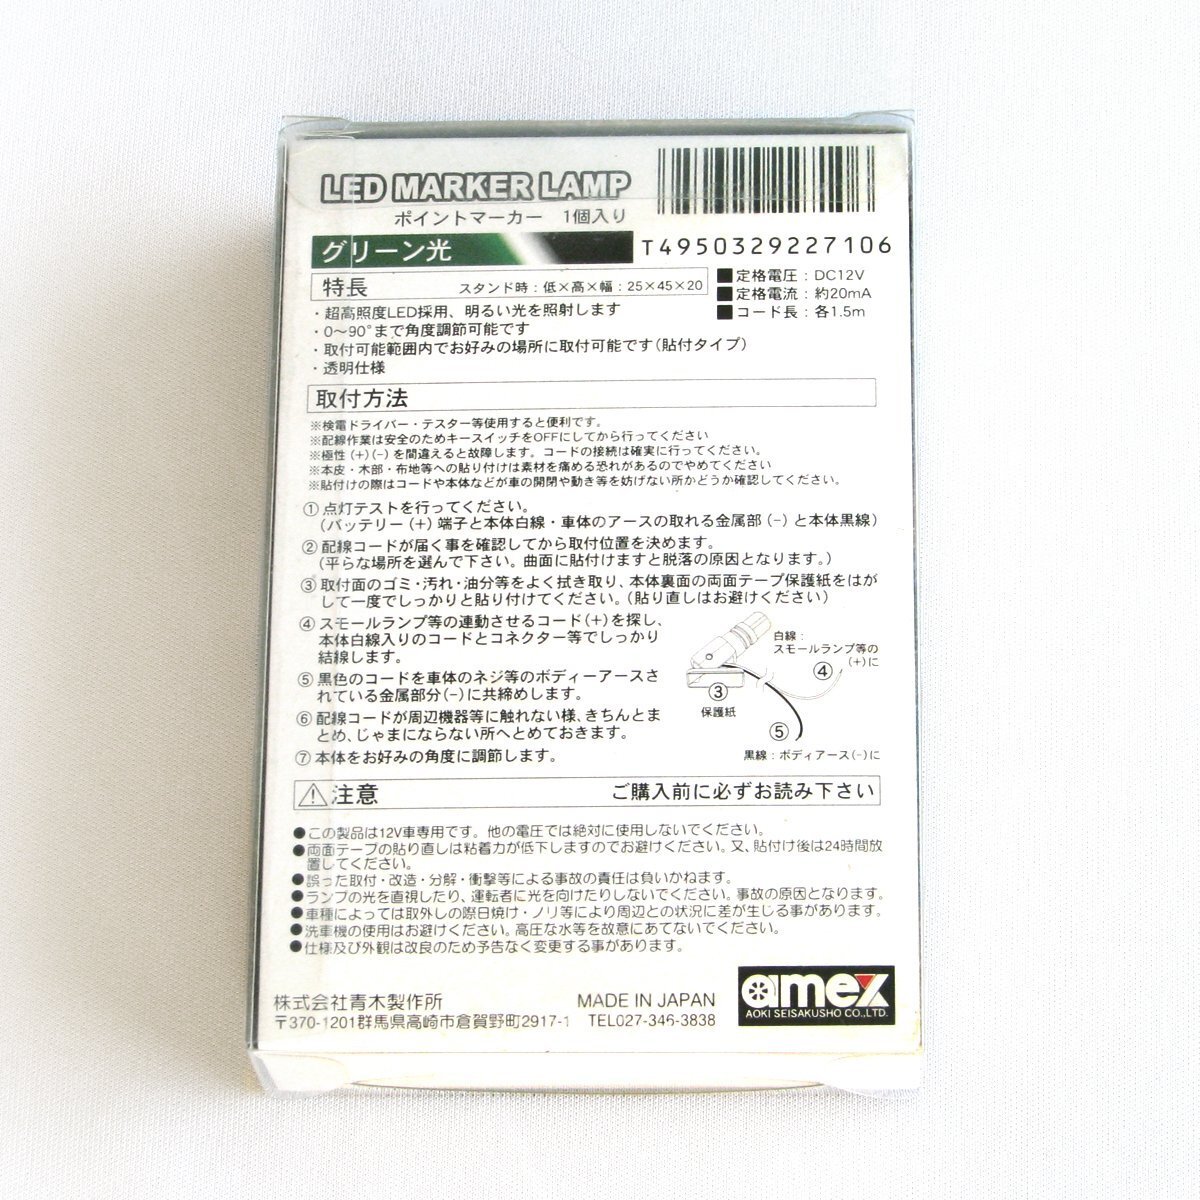 LED MARKER LAMP
ポイントマーカー 1個入り
グリーン光
T4950329227106
特長 スタンド時：低×高×幅：25×45×20
■定格電圧：DC12V
■定格電流：約20mA
■コード長：各1.5m
・超高照度LED採用、明るい光を照射します
・0～90°まで角度調節可能です
・取付可能範囲内でお好みの場所に取付可能です（貼付タイプ）
・透明仕様
取付方法
※検電ドライバー・テスター等使用すると便利です。
※配線作業は安全のためキースイッチをOFFにしてから行ってください
※極性（+）（-）を間違えると故障します。コードの接続は確実に行ってください。
※本皮・木部・布地等への貼り付けは素材を痛める恐れがあるのでやめてください
※貼付けの際はコードや本体などが車の開閉や動き等を妨げない所かどうか確認してください。
① 点灯テストを行ってください。
（バッテリー（+）端子と本体白線・車体のアースの取れる金属部（-）と本体黒線）
② 配線コードが届く事を確認してから取付位置を決めます。
（平らな場所を選んで下さい。曲面に貼付けますと脱落の原因となります。）
③ 取付面のゴミ・汚れ・油分等をよく拭き取り、本体裏面の両面テープ保護紙をはが
して一度でしっかりと貼り付けてください。（貼り直しはお避けください）
④ スモールランプ等の連動させるコード（+）を探し、
本体白線入りのコードとコネクター等でしっかり
結線します。
⑤ 黒色のコードを車体のネジ等のボディーアースさ
れている金属部分（-）に共締めします。
⑥ 配線コードが周辺機器等に触れない様、きちんとま
とめ、じゃまにならない所へとめておきます。
⑦ 本体をお好みの角度に調節します。
白線：
スモールランプ等の
（+）に
④
③
保護紙
⑤
黒線：ボディアース（-）に
⚠注意 ご購入前に必ずお読み下さい
●この製品は12V車専用です。他の電圧では絶対に使用しないでください。
●両面テープの貼り直しは粘着力が低下しますのでお避けください。又、貼付け後は24時間放
置してください。
●誤った取付・改造・分解・衝撃等による事故の責任は負いかねます。
●ランプの光を直視したり、運転者に光を向けたりしないでください。事故の原因となります。
●車種によっては取外しの際日焼け・ノリ等により周辺との状況に差が生じる事があります。
●洗車機の使用はお避けください。高圧な水等を故意にあてないでください。
●仕様及び外観は改良のため予告なく変更する事があります。
株式会社青木製作所 MADE IN JAPAN
〒370-1201群馬県高崎市倉賀野町2917-1 TEL027-346-3838
amex
AOKI SEISAKUSHO CO.,LTD.